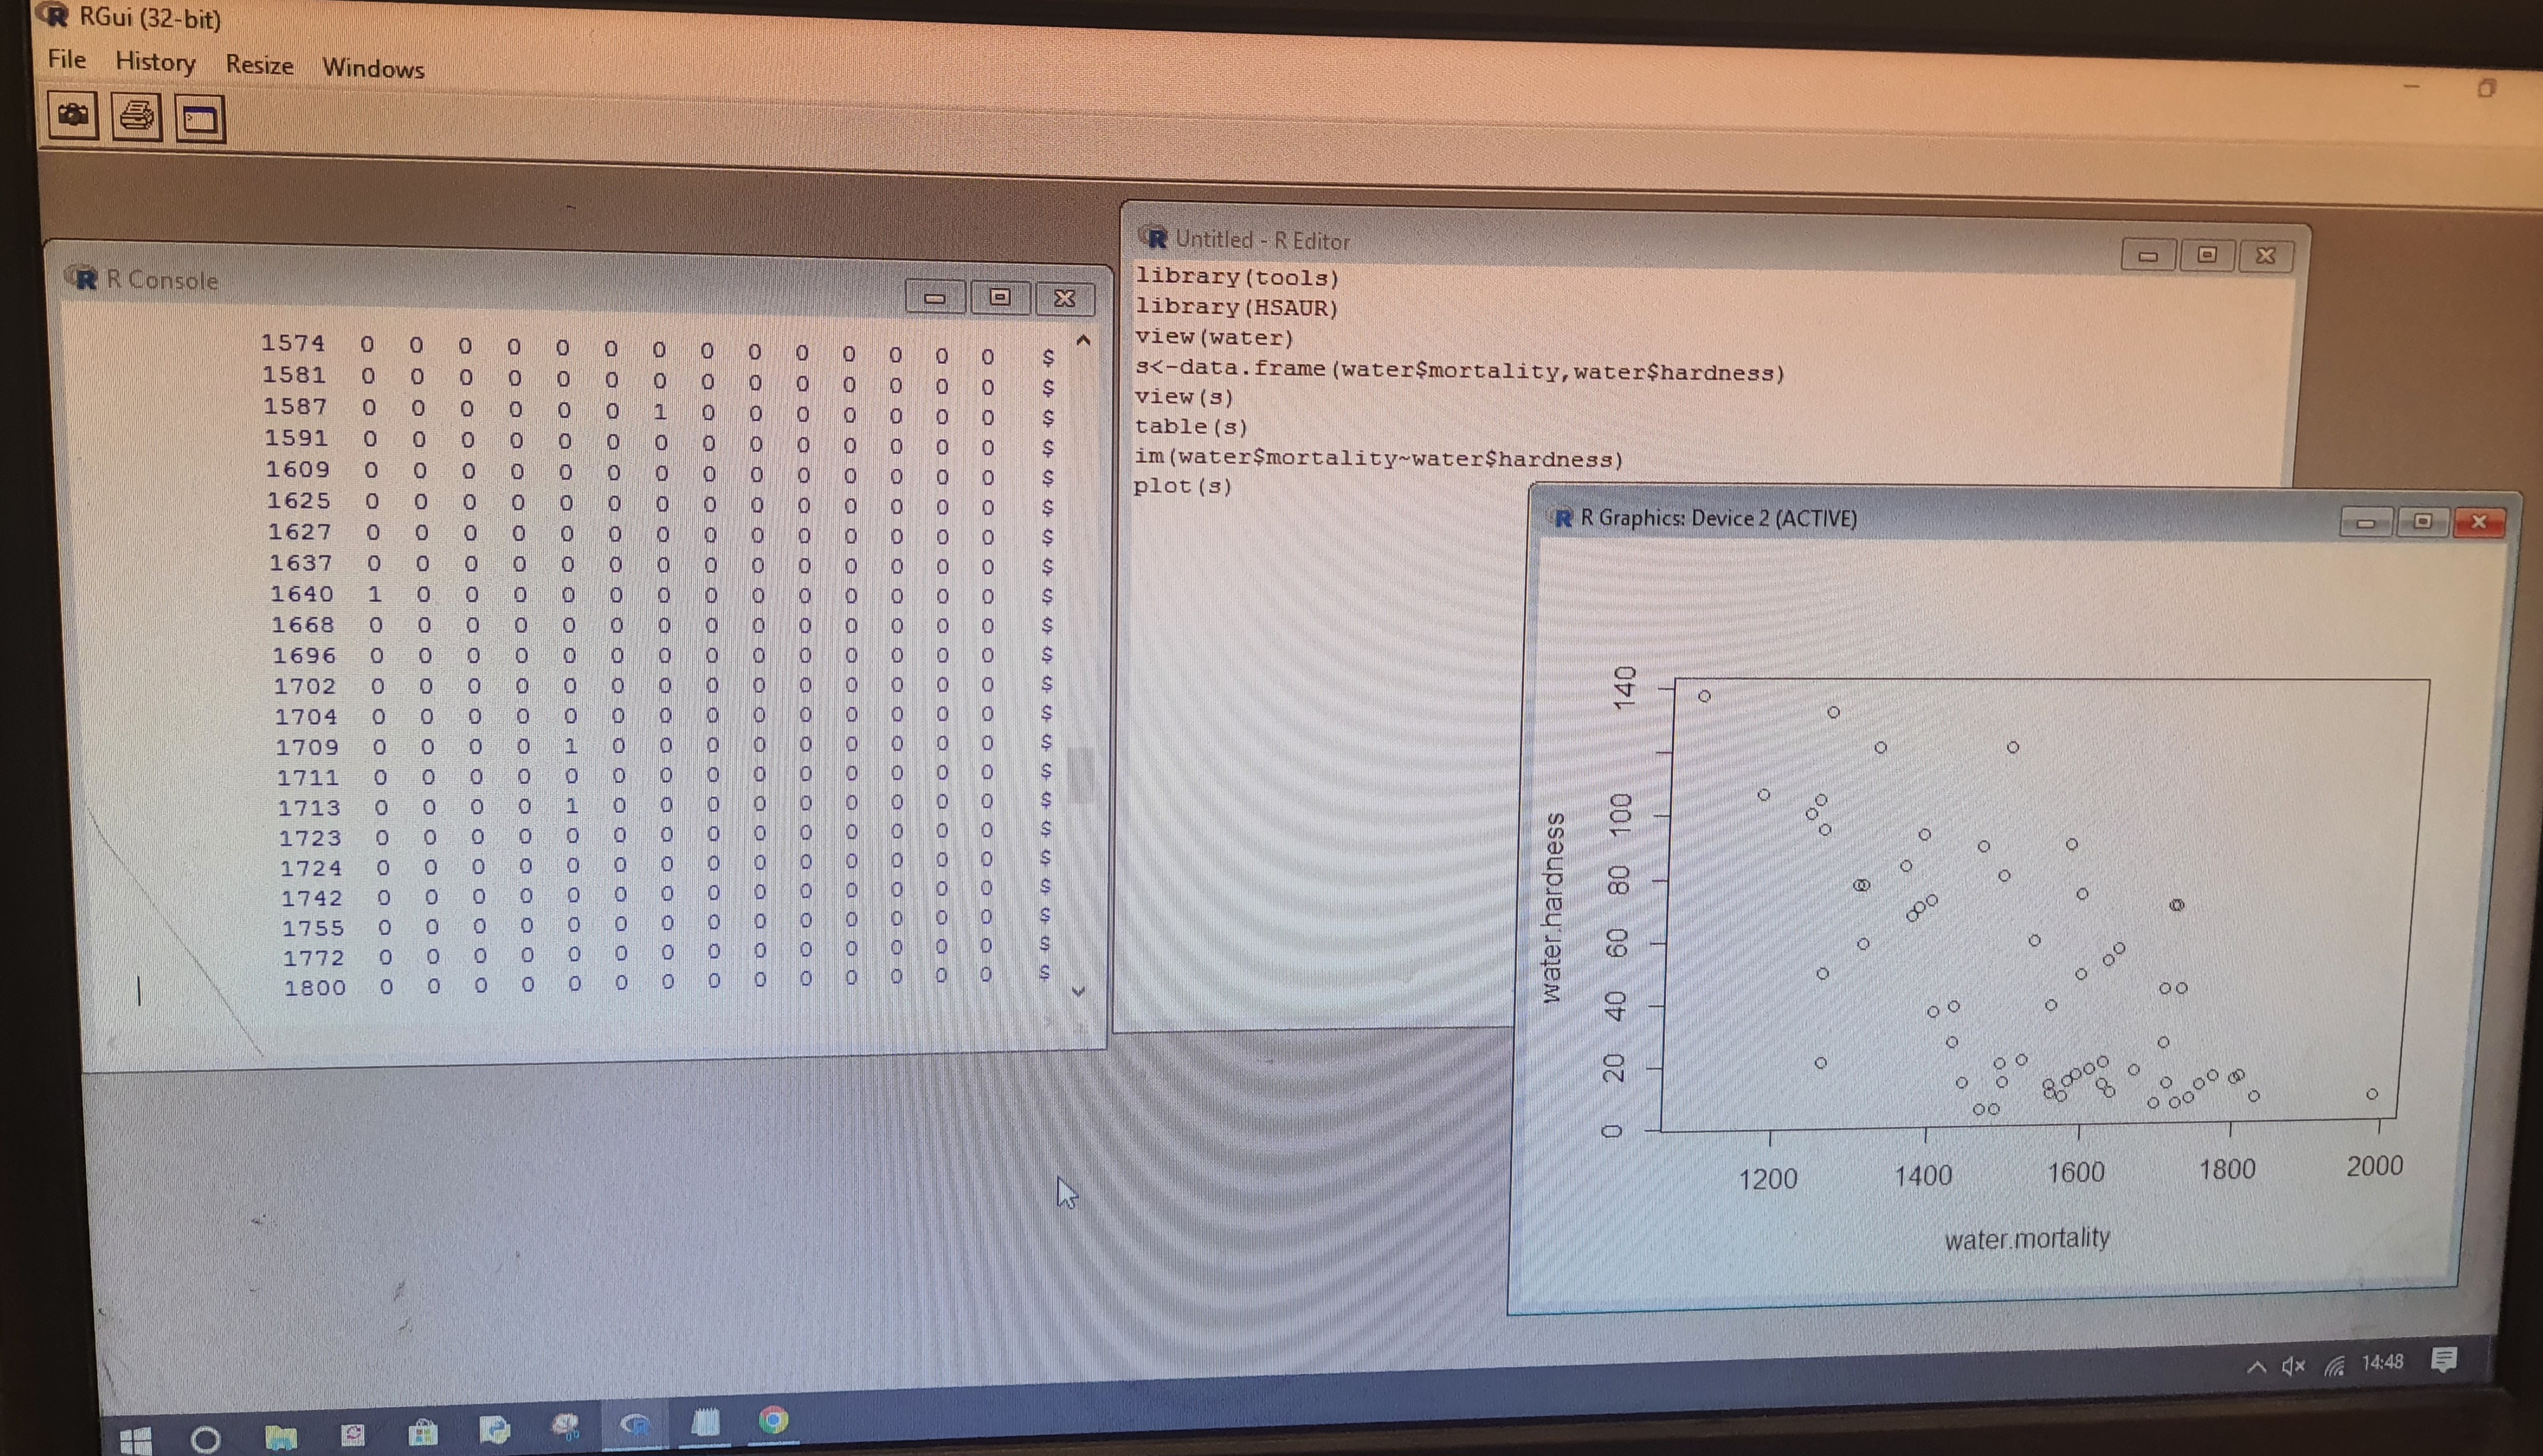 RGui (32-bit)
File History Resize Windows
R Console
1574 0 0 0 0 0 0 0 0 0 0 0 0 0 0 $
1581 0 0 0 0 0 0 0 0 0 0 0 0 0 0 $
1587 0 0 0 0 0 0 1 0 0 0 0 0 0 0 $
1591 0 0 0 0 0 0 0 0 0 0 0 0 0 0 $
1609 0 0 0 0 0 0 0 0 0 0 0 0 0 0 $
1625 0 0 0 0 0 0 0 0 0 0 0 0 0 0 $
1627 0 0 0 0 0 0 0 0 0 0 0 0 0 0 $
1637 0 0 0 0 0 0 0 0 0 0 0 0 0 0 $
1640 1 0 0 0 0 0 0 0 0 0 0 0 0 0 $
1668 0 0 0 0 0 0 0 0 0 0 0 0 0 0 $
1696 0 0 0 0 0 0 0 0 0 0 0 0 0 0 $
1702 0 0 0 0 0 0 0 0 0 0 0 0 0 0 $
1704 0 0 0 0 0 0 0 0 0 0 0 0 0 0 $
1709 0 0 0 0 1 0 0 0 0 0 0 0 0 0 $
1711 0 0 0 0 0 0 0 0 0 0 0 0 0 0 $
1713 0 0 0 0 1 0 0 0 0 0 0 0 0 0 $
1723 0 0 0 0 0 0 0 0 0 0 0 0 0 0 $
1724 0 0 0 0 0 0 0 0 0 0 0 0 0 0 $
1742 0 0 0 0 0 0 0 0 0 0 0 0 0 0 $
1755 0 0 0 0 0 0 0 0 0 0 0 0 0 0 $
1772 0 0 0 0 0 0 0 0 0 0 0 0 0 0 $
1800 0 0 0 0 0 0 0 0 0 0 0 0 0 0 $
Untitled - R Editor
library(tools)
library(HSAUR)
view(water)
s<-data.frame(water$mortality,water$hardness)
view(s)
table(s)
im(water$mortality~water$hardness)
plot(s)
R Graphics: Device 2 (ACTIVE)
water.hardness
140
100
80
60
40
20
0
1200 1400 1600 1800 2000
water.mortality
14:48